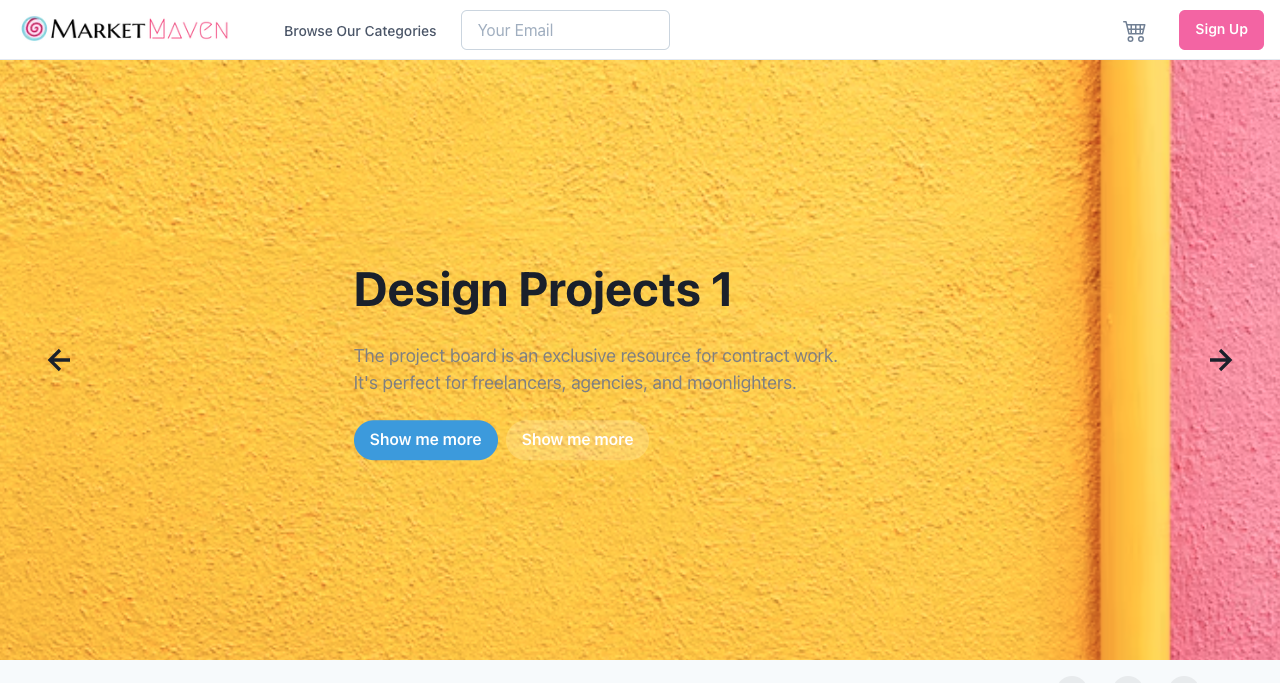 MarketMaven
Browse Our Categories
Your Email
Sign Up
Design Projects 1
The project board is an exclusive resource for contract work.
It's perfect for freelancers, agencies, and moonlighters.
Show me more
Show me more